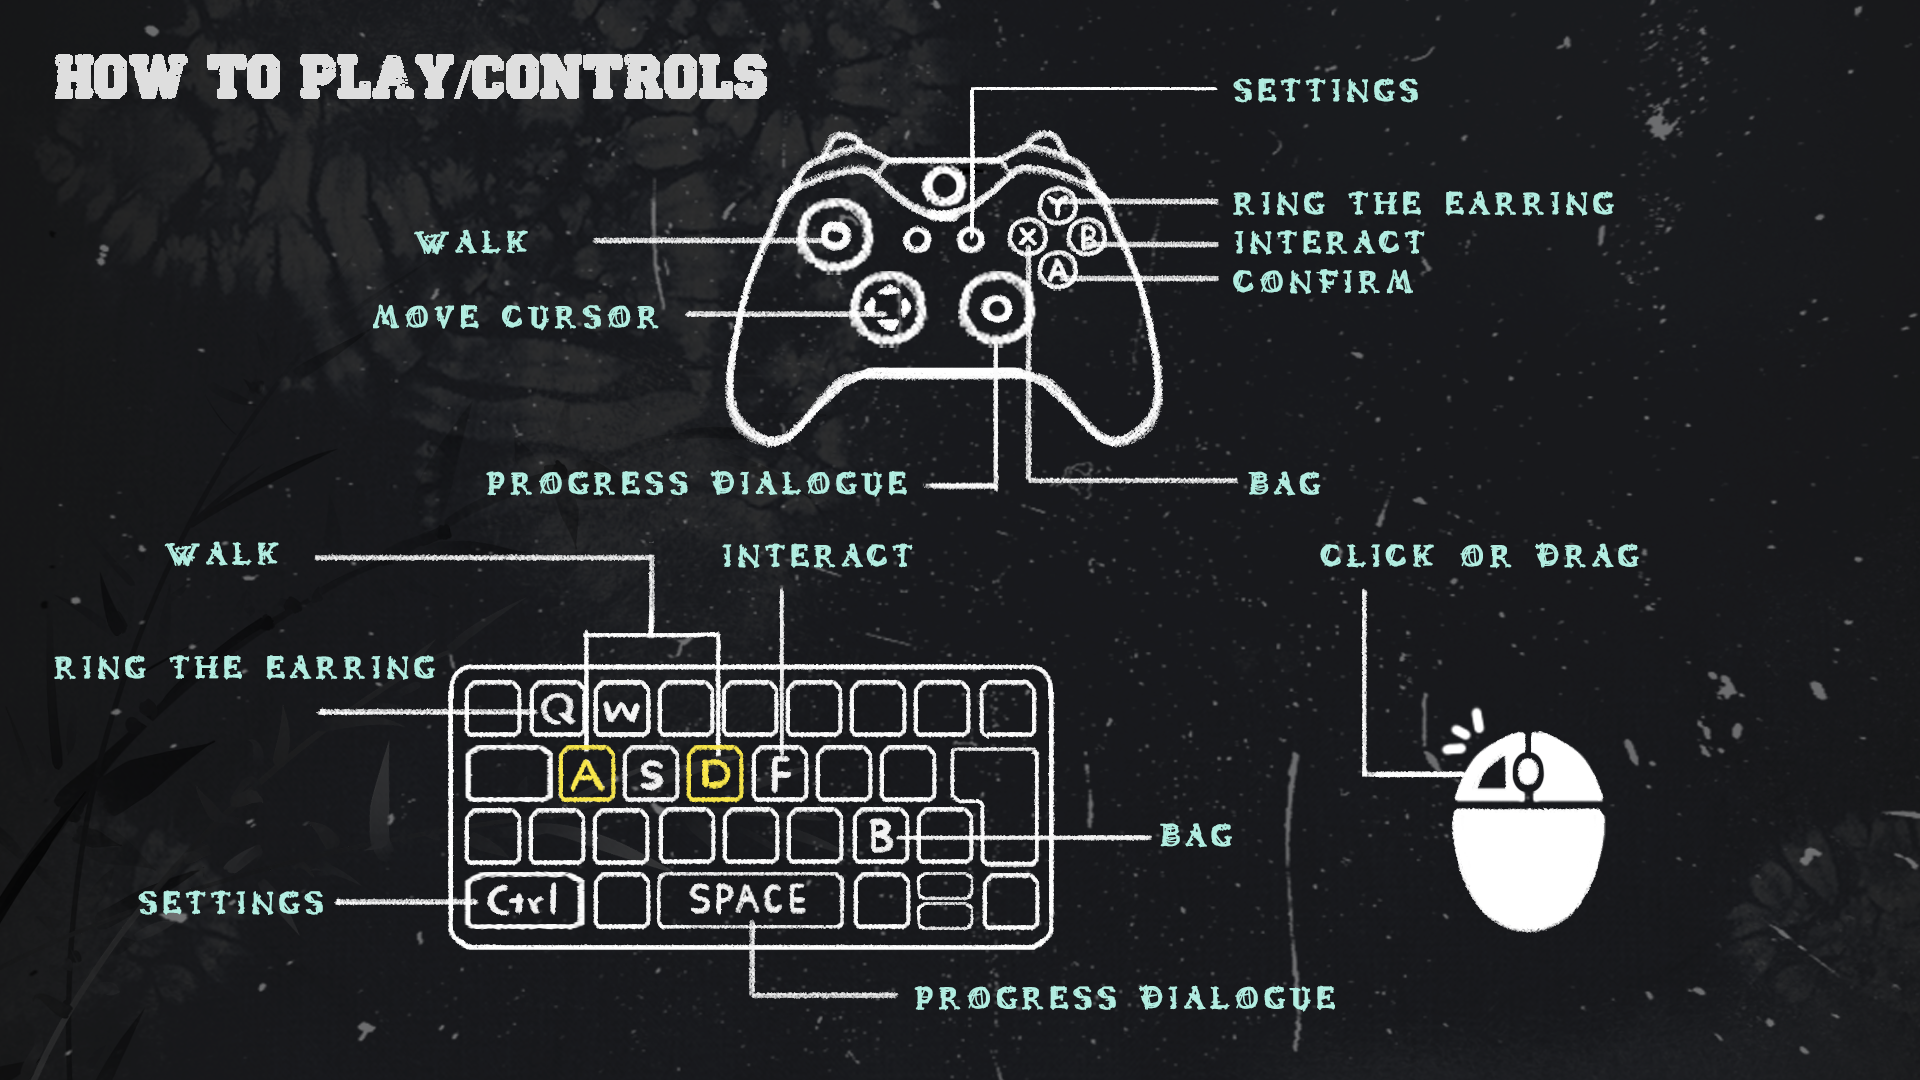 HOW TO PLAY/CONTROLS
SETTINGS
RING THE EARRING
WALK
INTERACT
CONFIRM
MOVE CURSOR
Y
X
B
A
PROGRESS DIALOGUE
BAG
WALK
INTERACT
CLICK OR DRAG
RING THE EARRING
Q W
A S D F
B
BAG
SETTINGS
Ctrl SPACE
PROGRESS DIALOGUE